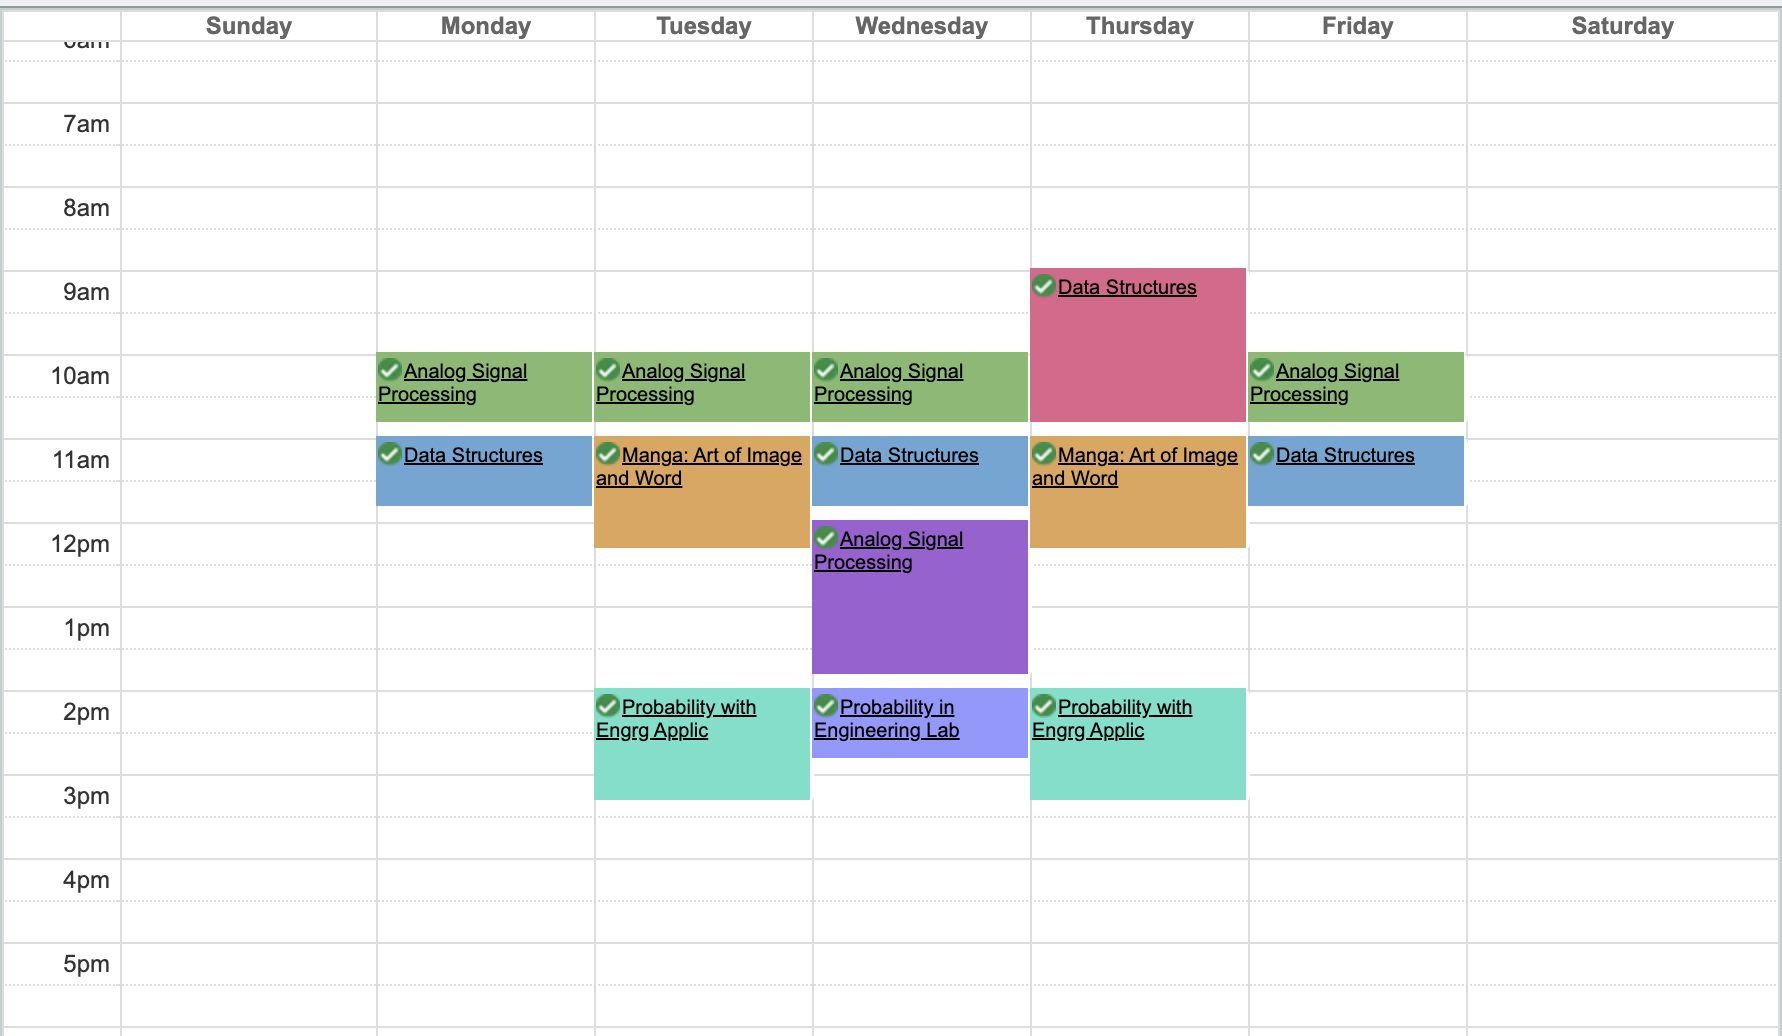 Sunday Monday Tuesday Wednesday Thursday Friday Saturday
6am
7am
8am
9am
Data Structures
10am
Analog Signal
Processing
Analog Signal
Processing
Analog Signal
Processing
Analog Signal
Processing
11am
Data Structures
Manga: Art of Image
and Word
Data Structures
Manga: Art of Image
and Word
Data Structures
12pm
Analog Signal
Processing
1pm
2pm
Probability with
Engrg Applic
Probability in
Engineering Lab
Probability with
Engrg Applic
3pm
4pm
5pm